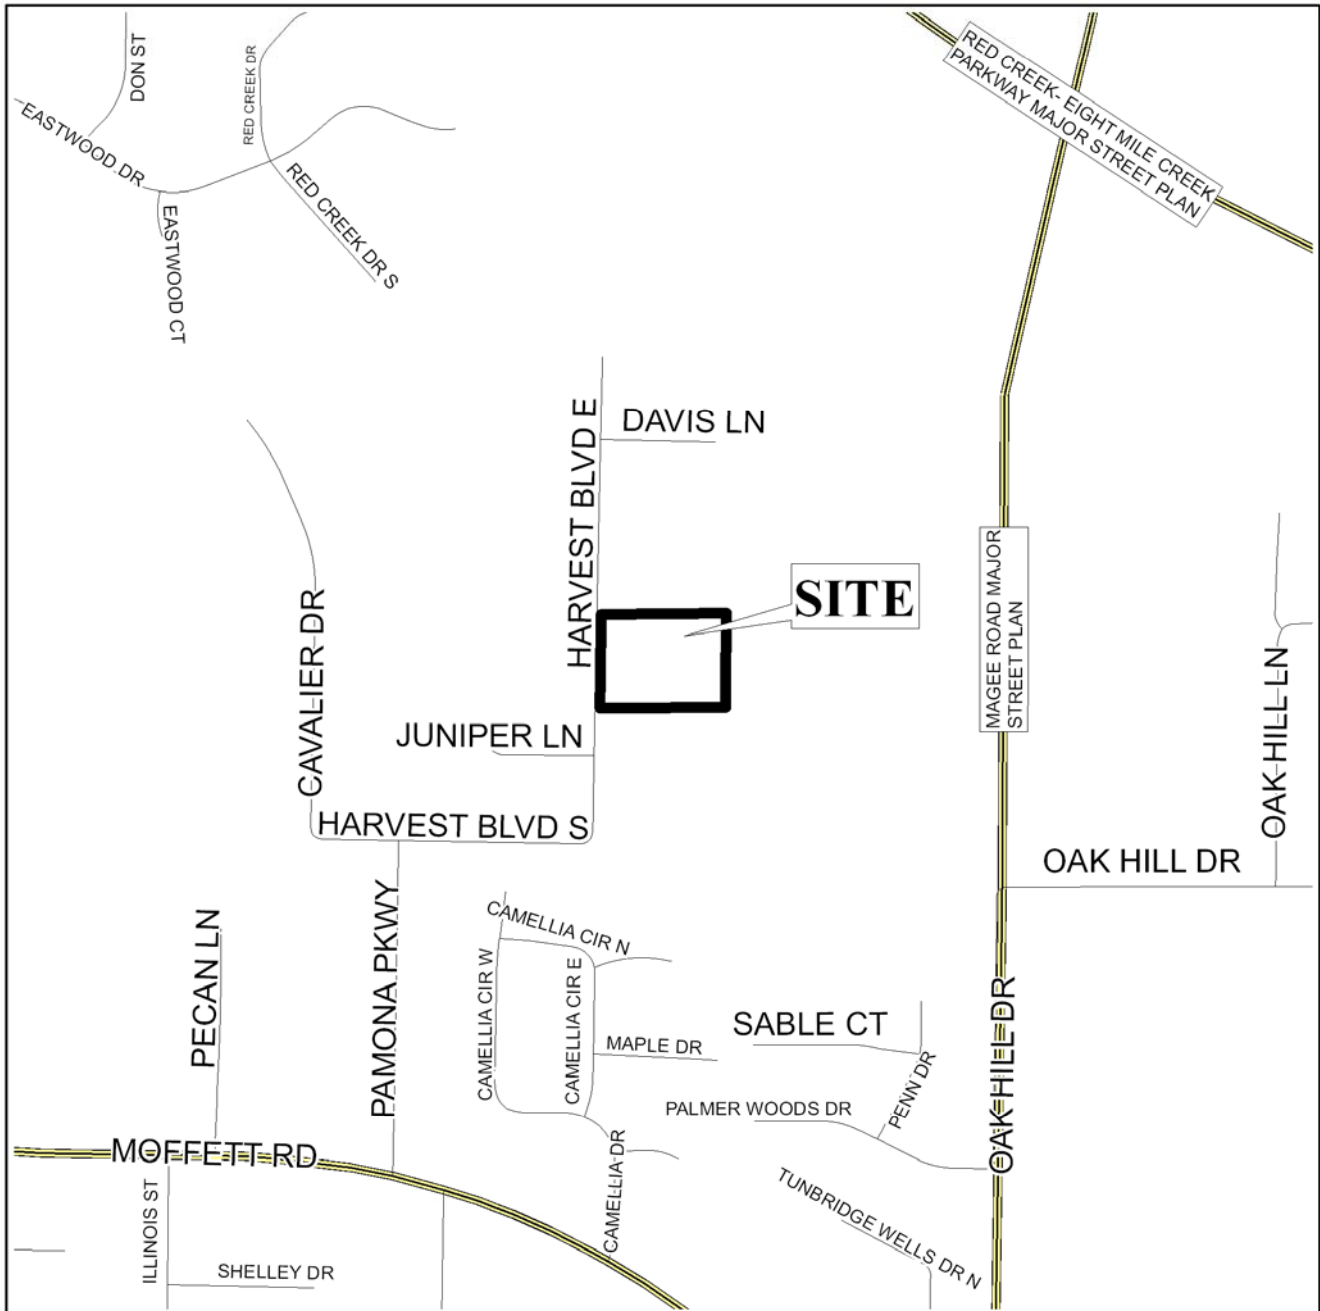 DON ST
RED CREEK DR
EASTWOOD DR
RED CREEK DR S
EASTWOOD CT
RED CREEK- EIGHT MILE CREEK
PARKWAY MAJOR STREET PLAN
HARVEST BLVD E
DAVIS LN
SITE
MAGEE ROAD MAJOR
STREET PLAN
CAVALIER DR
OAK HILL LN
JUNIPER LN
HARVEST BLVD S
OAK HILL DR
PECAN LN
PAMONA PKWY
CAMELLIA CIR N
CAMELLIA CIR W
CAMELLIA CIR E
MAPLE DR
SABLE CT
PENN DR
OAK HILL DR
PALMER WOODS DR
MOFFETT RD
CAMELLIA DR
TUNBRIDGE WELLS DR N
ILLINOIS ST
SHELLEY DR